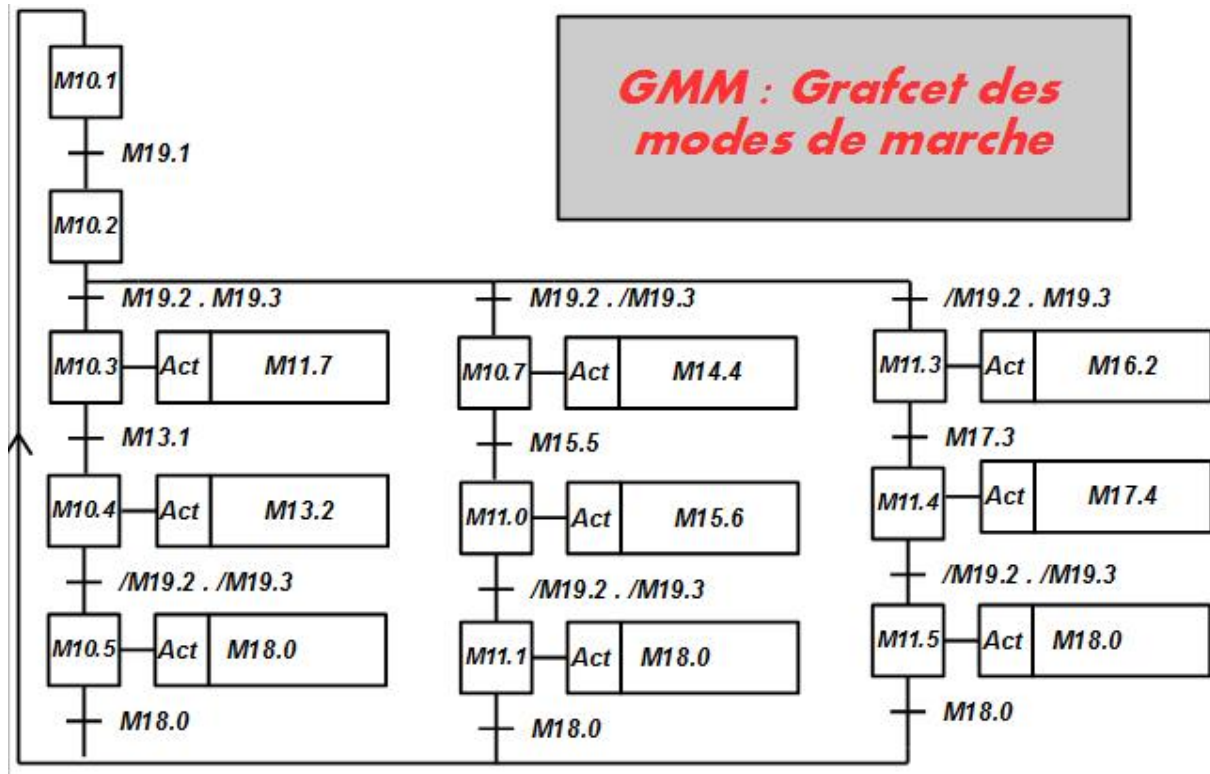 M10.1
GMM : Grafcet des
modes de marche
M19.1
M10.2
M19.2 . M19.3
M19.2 . /M19.3
/M19.2 . M19.3
M10.3 Act M11.7
M10.7 Act M14.4
M11.3 Act M16.2
M13.1
M15.5
M17.3
M10.4 Act M13.2
M11.0 Act M15.6
M11.4 Act M17.4
/M19.2 . /M19.3
/M19.2 . /M19.3
/M19.2 . /M19.3
M10.5 Act M18.0
M11.1 Act M18.0
M11.5 Act M18.0
M18.0
M18.0
M18.0